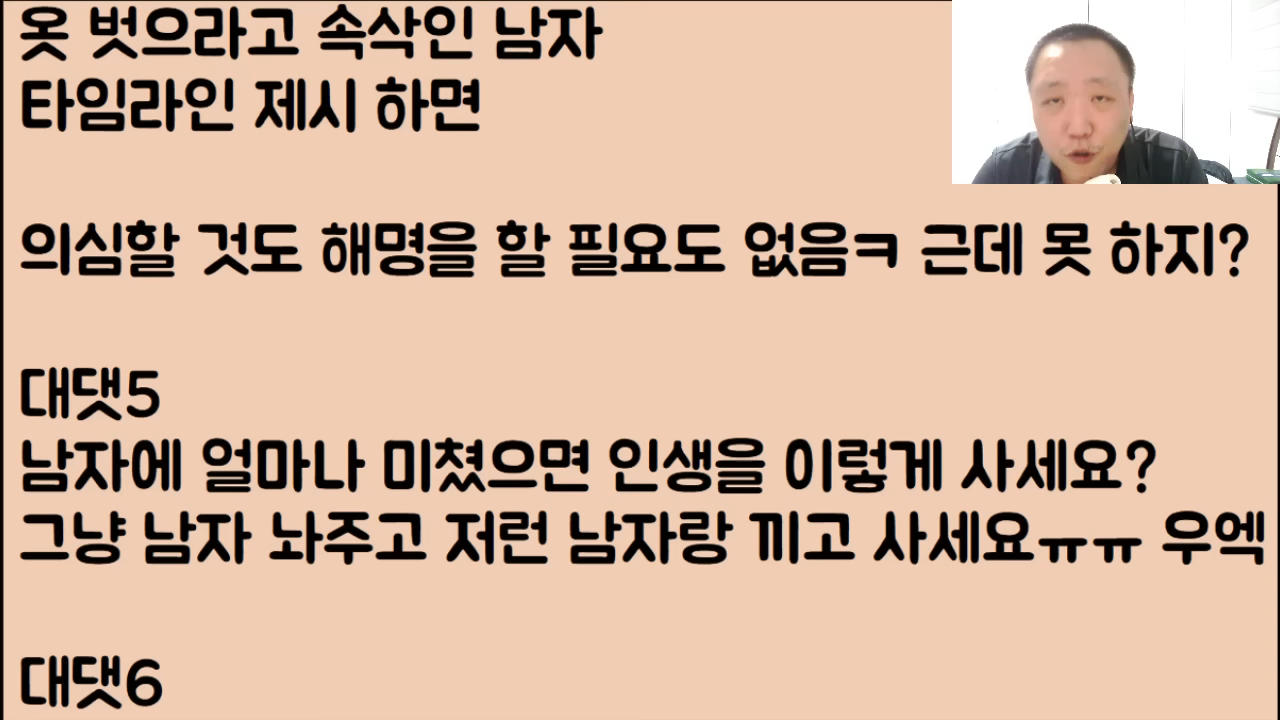 옷 벗으라고 속삭인 남자
타임라인 제시 하면
의심할 것도 해명을 할 필요도 없음ㅋ 근데 못 하지?
대댓5
남자에 얼마나 미쳤으면 인생을 이렇게 사세요?
그냥 남자 놔주고 저런 남자랑 끼고 사세요ㅠㅠ 우엑
대댓6